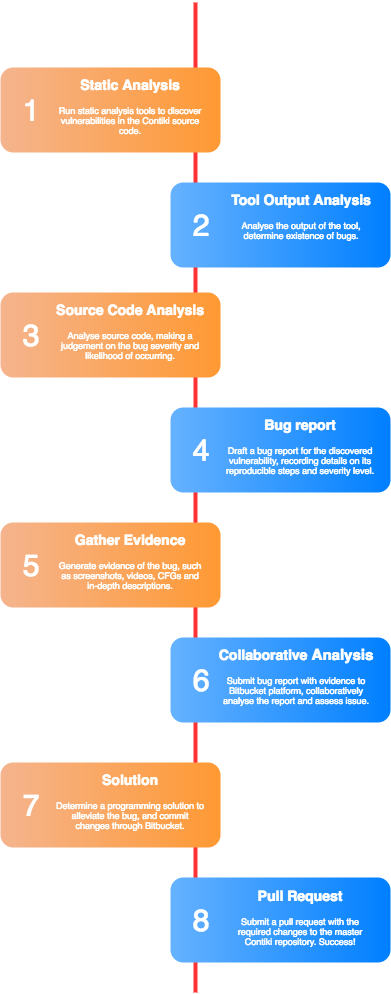 Static Analysis
1
Run static analysis tools to discover
vulnerabilities in the Contiki source
code.
Tool Output Analysis
2
Analyse the output of the tool,
determine existence of bugs.
Source Code Analysis
3
Analyse source code, making a
judgement on the bug severity and
likelihood of occurring.
Bug report
4
Draft a bug report for the discovered
vulnerability, recording details on its
reproducible steps and severity level.
Gather Evidence
5
Generate evidence of the bug, such
as screenshots, videos, CFGs and
in-depth descriptions.
Collaborative Analysis
6
Submit bug report with evidence to
Bitbucket platform, collaboratively
analyse the report and assess issue.
Solution
7
Determine a programming solution to
alleviate the bug, and commit
changes through Bitbucket.
Pull Request
8
Submit a pull request with the
required changes to the master
Contiki repository. Success!